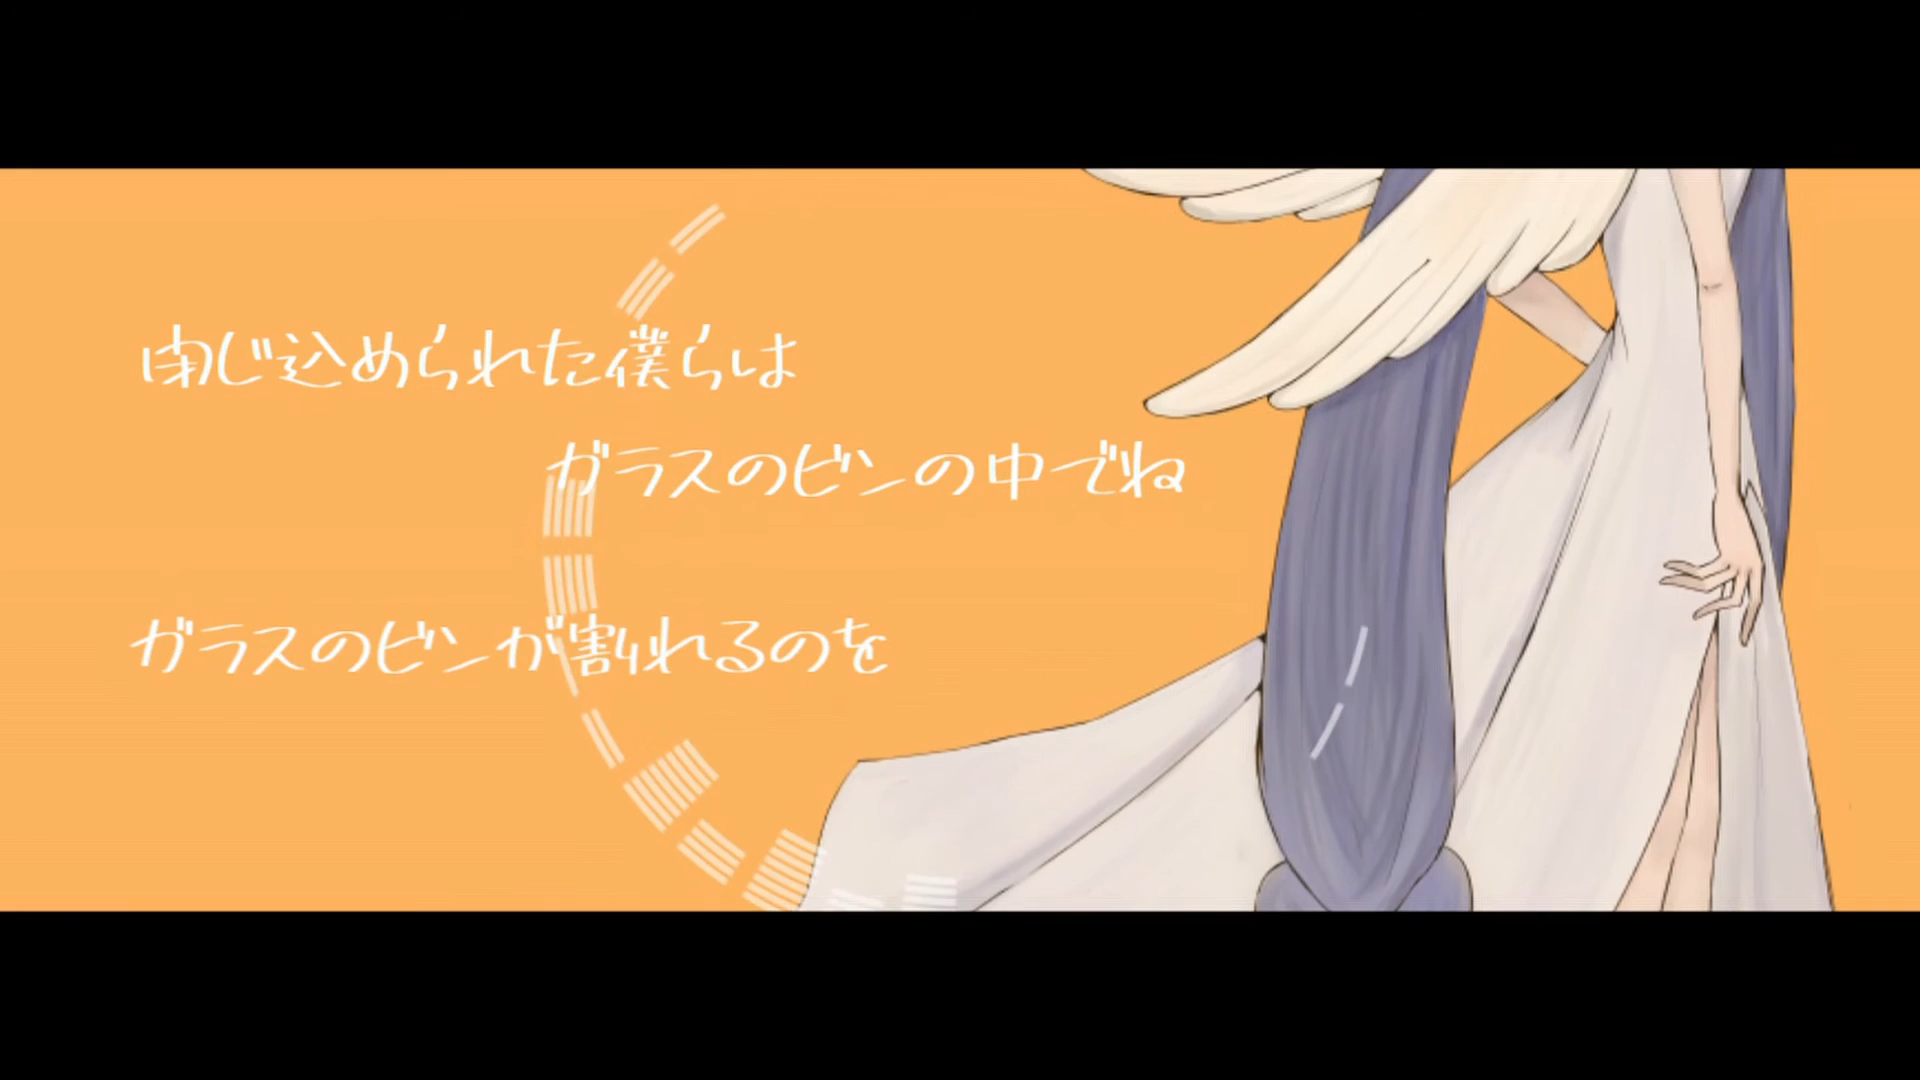 閉じ込められた僕らは
ガラスのビンの中でね
ガラスのビンが割れるのを